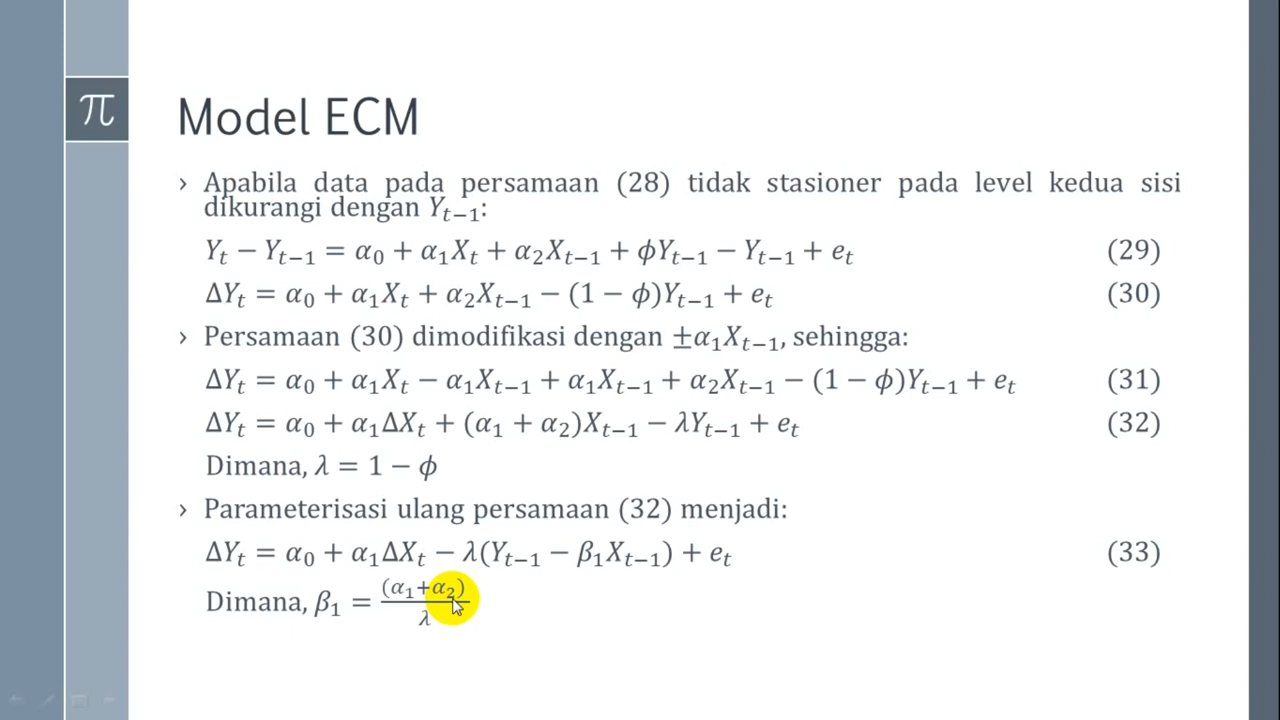 π
Model ECM
› Apabila data pada persamaan (28) tidak stasioner pada level kedua sisi
dikurangi dengan Yₜ₋₁:
Yₜ − Yₜ₋₁ = α₀ + α₁Xₜ + α₂Xₜ₋₁ + ϕYₜ₋₁ − Yₜ₋₁ + eₜ (29)
ΔYₜ = α₀ + α₁Xₜ + α₂Xₜ₋₁ − (1 − ϕ)Yₜ₋₁ + eₜ (30)
› Persamaan (30) dimodifikasi dengan ±α₁Xₜ₋₁, sehingga:
ΔYₜ = α₀ + α₁Xₜ − α₁Xₜ₋₁ + α₁Xₜ₋₁ + α₂Xₜ₋₁ − (1 − ϕ)Yₜ₋₁ + eₜ (31)
ΔYₜ = α₀ + α₁ΔXₜ + (α₁ + α₂)Xₜ₋₁ − λYₜ₋₁ + eₜ (32)
Dimana, λ = 1 − ϕ
› Parameterisasi ulang persamaan (32) menjadi:
ΔYₜ = α₀ + α₁ΔXₜ − λ(Yₜ₋₁ − β₁Xₜ₋₁) + eₜ (33)
Dimana, β₁ = (α₁+α₂)/λ